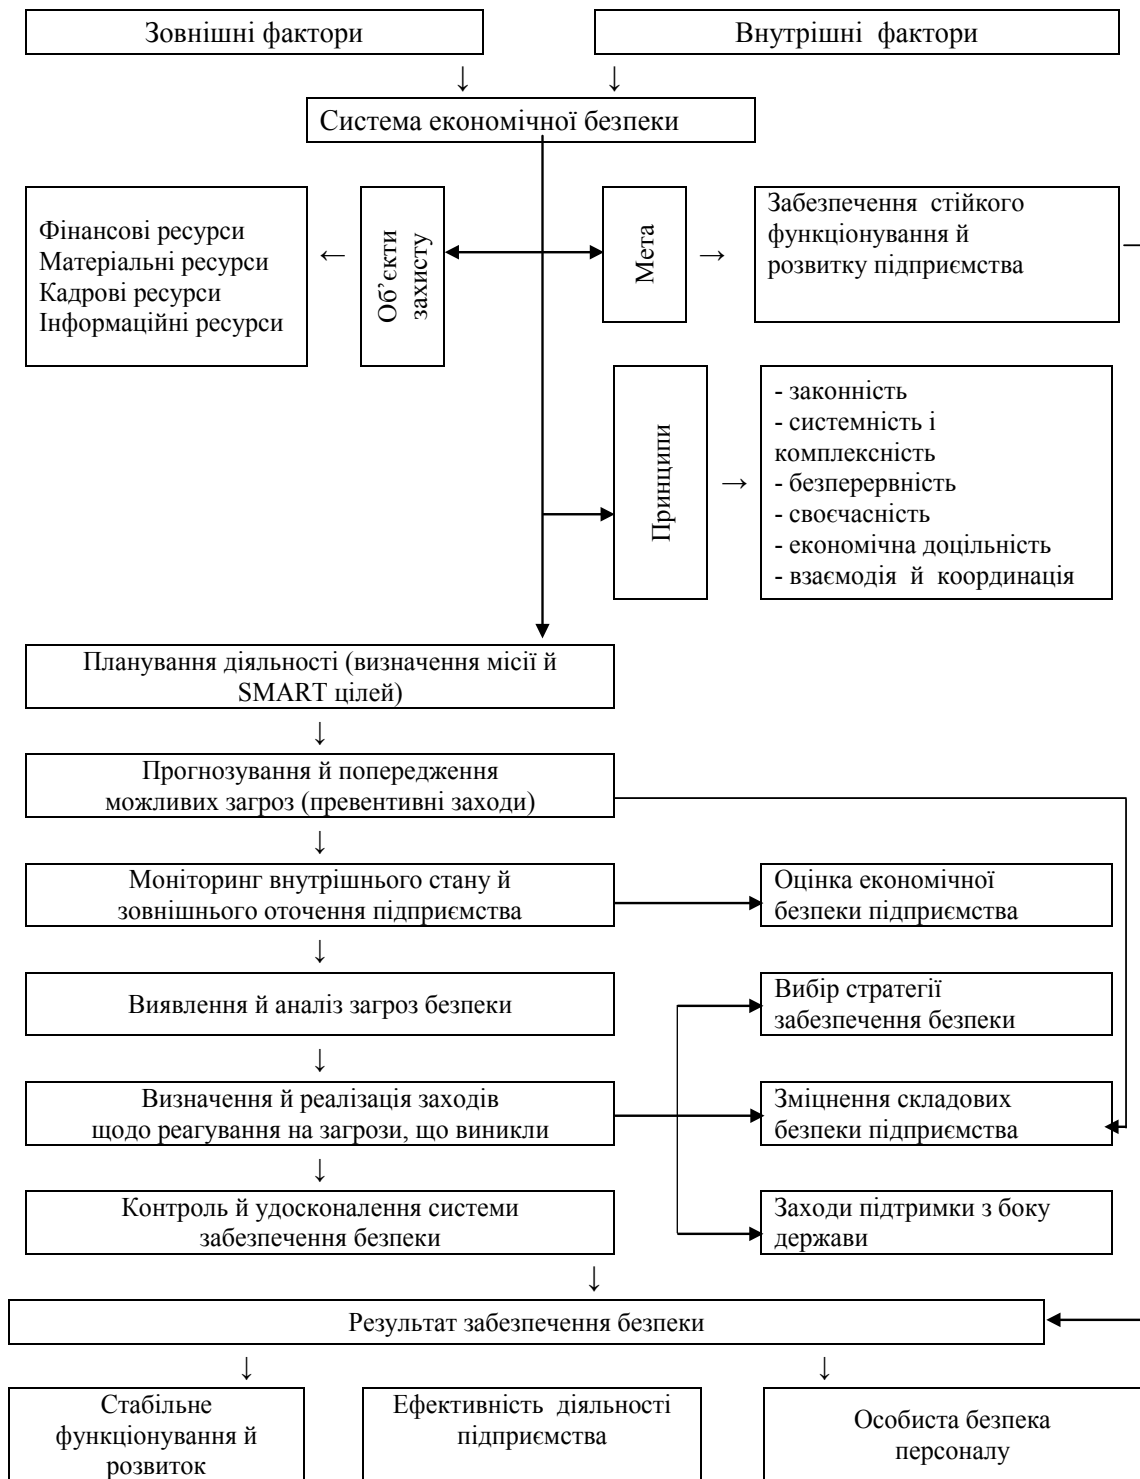 Зовнішні фактори
Внутрішні фактори
Система економічної безпеки
Фінансові ресурси
Матеріальні ресурси
Кадрові ресурси
Інформаційні ресурси
Об’єкти
захисту
Мета
Забезпечення стійкого
функціонування й
розвитку підприємства
Принципи
- законність
- системність і
комплексність
- безперервність
- своєчасність
- економічна доцільність
- взаємодія й координація
Планування діяльності (визначення місії й
SMART цілей)
Прогнозування й попередження
можливих загроз (превентивні заходи)
Моніторинг внутрішнього стану й
зовнішнього оточення підприємства
Оцінка економічної
безпеки підприємства
Виявлення й аналіз загроз безпеки
Вибір стратегії
забезпечення безпеки
Визначення й реалізація заходів
щодо реагування на загрози, що виникли
Зміцнення складових
безпеки підприємства
Контроль й удосконалення системи
забезпечення безпеки
Заходи підтримки з боку
держави
Результат забезпечення безпеки
Стабільне
функціонування й
розвиток
Ефективність діяльності
підприємства
Особиста безпека
персоналу